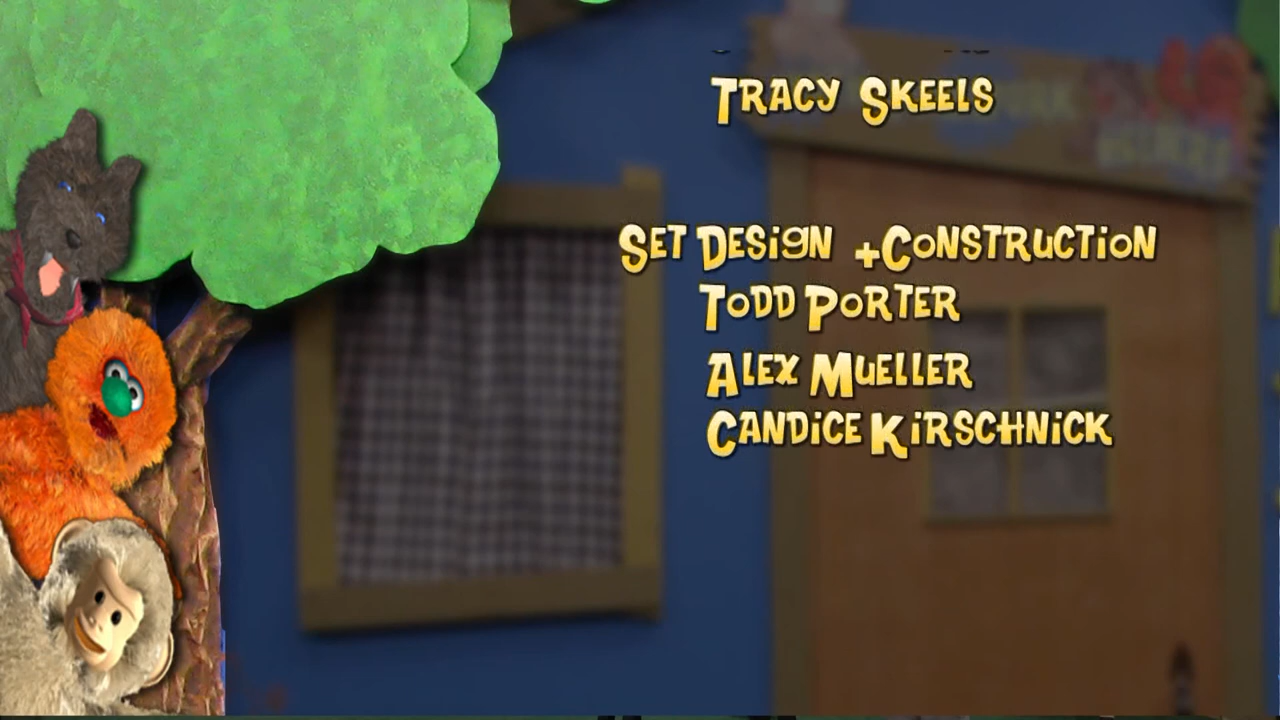 Tracy Skeels
Set Design +Construction
Todd Porter
Alex Mueller
Candice Kirschnick